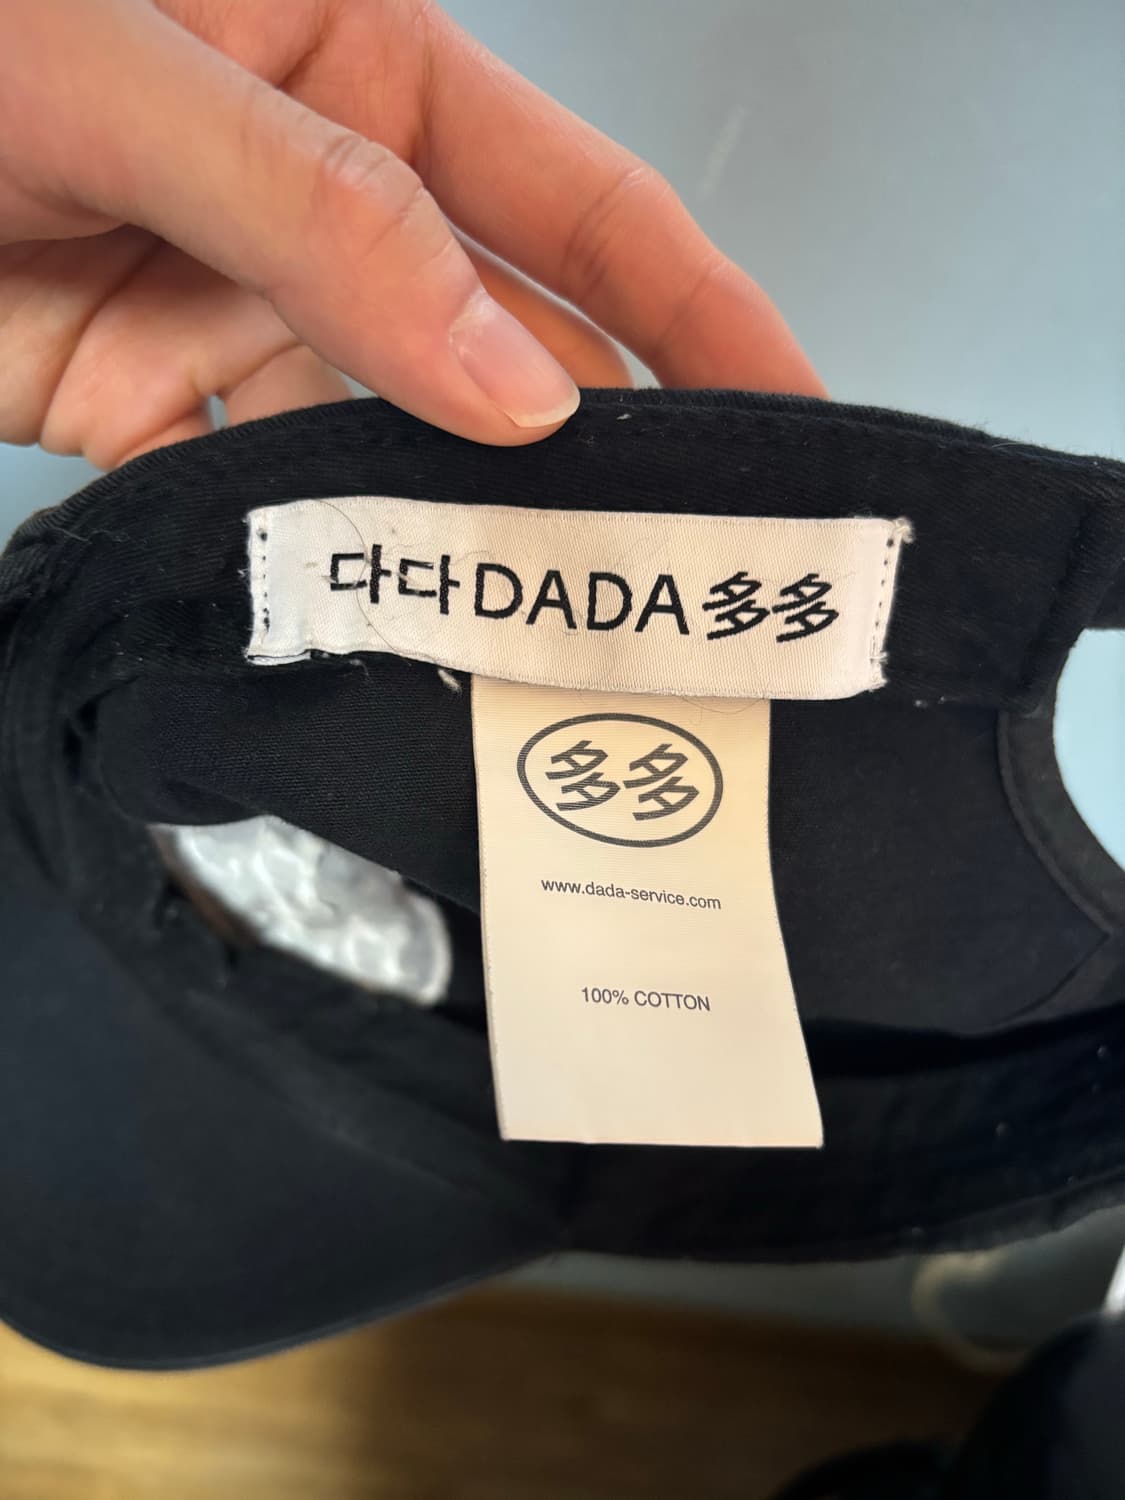 다다DADA多多
多多
www.dada-service.com
100% COTTON